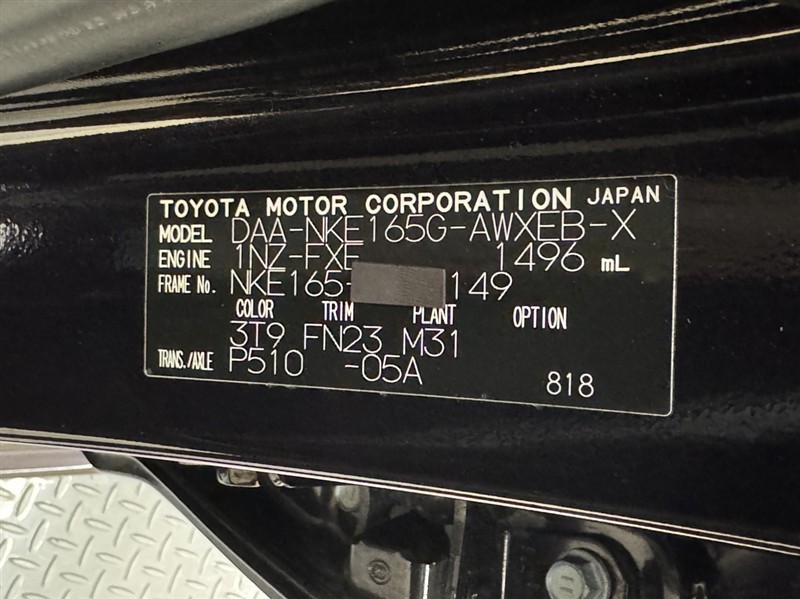 TOYOTA MOTOR CORPORATION JAPAN
MODEL DAA-NKE165G-AWXEB-X
ENGINE 1NZ-FXE 1496 mL
FRAME No. NKE165- 149
COLOR TRIM PLANT OPTION
3T9 FN23 M31
TRANS./AXLE P510 -05A
818